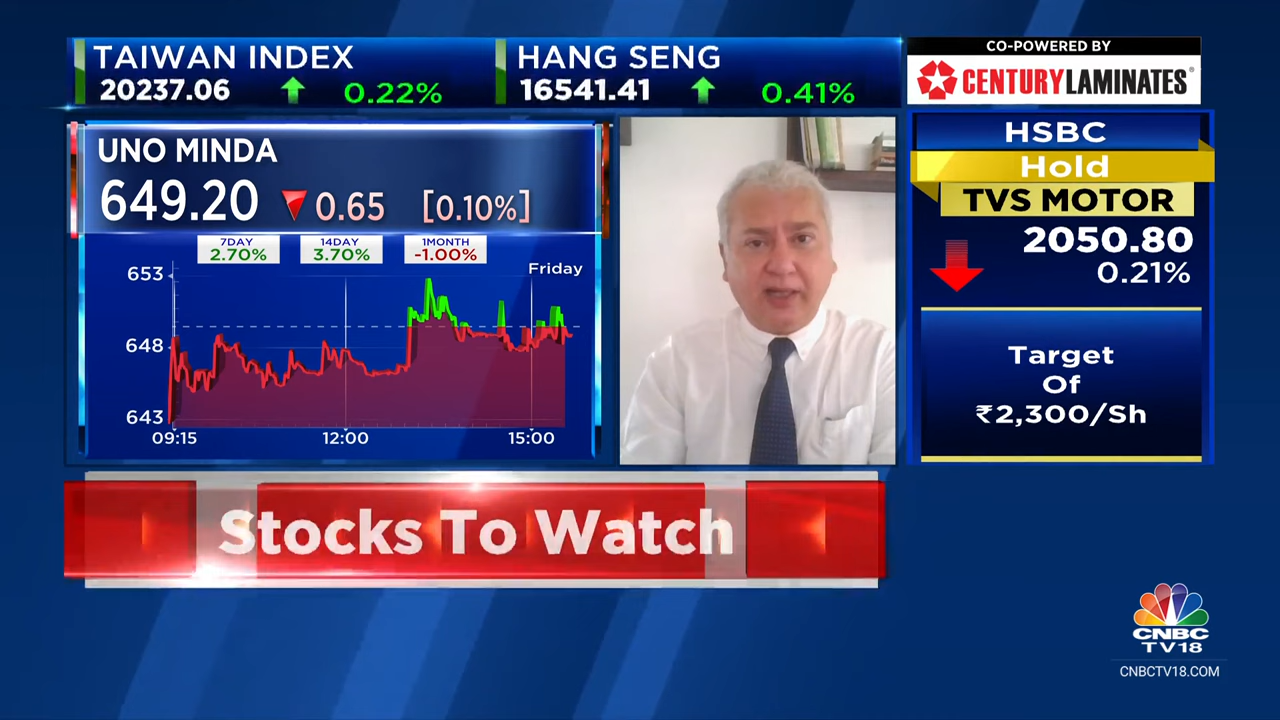 TAIWAN INDEX
20237.06 0.22%
HANG SENG
16541.41 0.41%
CO-POWERED BY
CENTURYLAMINATES®
UNO MINDA
649.20 0.65 [0.10%]
7DAY
2.70%
14DAY
3.70%
1MONTH
-1.00%
Friday
653
648
643
09:15 12:00 15:00
HSBC
Hold
TVS MOTOR
2050.80
0.21%
Target
Of
₹2,300/Sh
Stocks To Watch
CNBC
TV18
CNBCTV18.COM